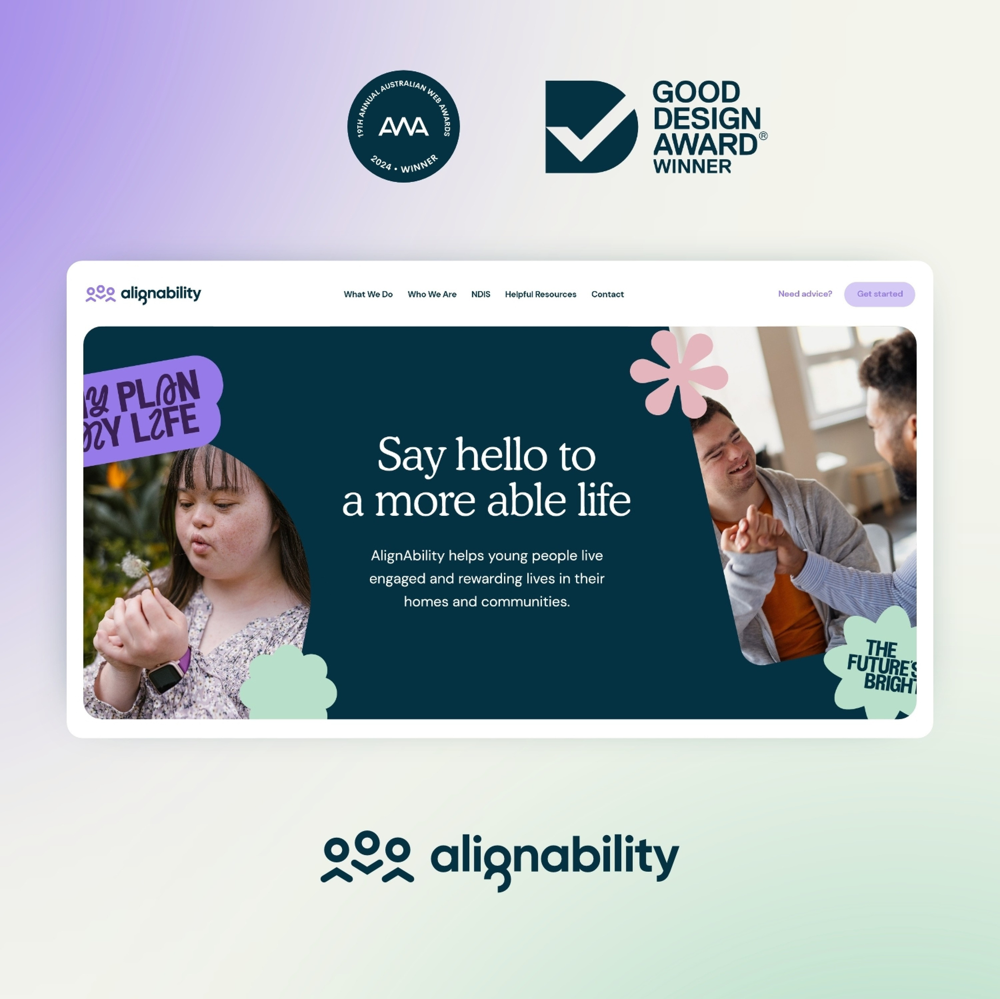 19TH ANNUAL AUSTRALIAN WEB AWARDS
AWA
2024 • WINNER
GOOD
DESIGN
AWARD®
WINNER
alignability
What We Do
Who We Are
NDIS
Helpful Resources
Contact
Need advice?
Get started
MY PLAN
MY LIFE
Say hello to
a more able life
AlignAbility helps young people live
engaged and rewarding lives in their
homes and communities.
THE
FUTURE'S
BRIGHT
alignability